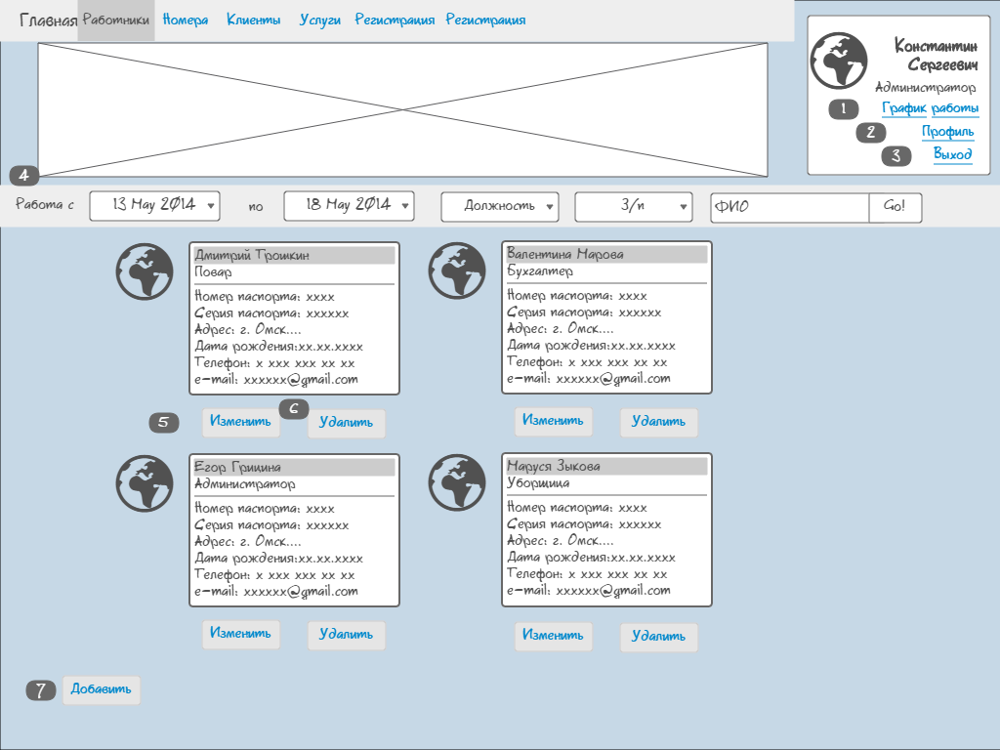 Главная Работники Номера Клиенты Услуги Регистрация Регистрация
Константин
Сергеевич
Администратор
1 График работы
2 Профиль
3 Выход
4
Работа с 13 May 2014 по 18 May 2014 Должность З/п ФИО Go!
Дмитрий Трошкин
Повар
Номер паспорта: xxxx
Серия паспорта: xxxxxx
Адрес: г. Омск....
Дата рождения:xx.xx.xxxx
Телефон: x xxx xxx xx xx
e-mail: xxxxxx@gmail.com
5 Изменить 6 Удалить
Валентина Марова
Бухгалтер
Номер паспорта: xxxx
Серия паспорта: xxxxxx
Адрес: г. Омск....
Дата рождения:xx.xx.xxxx
Телефон: x xxx xxx xx xx
e-mail: xxxxxx@gmail.com
Изменить Удалить
Егор Грицина
Администратор
Номер паспорта: xxxx
Серия паспорта: xxxxxx
Адрес: г. Омск....
Дата рождения:xx.xx.xxxx
Телефон: x xxx xxx xx xx
e-mail: xxxxxx@gmail.com
Изменить Удалить
Маруся Зыкова
Уборщица
Номер паспорта: xxxx
Серия паспорта: xxxxxx
Адрес: г. Омск....
Дата рождения:xx.xx.xxxx
Телефон: x xxx xxx xx xx
e-mail: xxxxxx@gmail.com
Изменить Удалить
7 Добавить